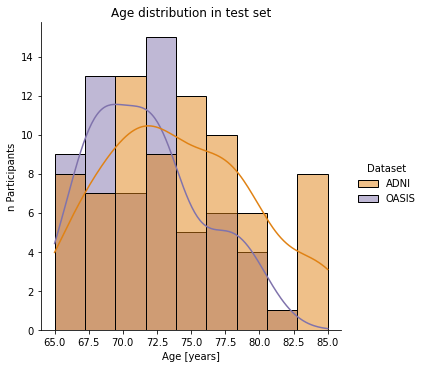 Age distribution in test set
n Participants
14
12
10
8
6
4
2
0
65.0 67.5 70.0 72.5 75.0 77.5 80.0 82.5 85.0
Age [years]
Dataset
ADNI
OASIS